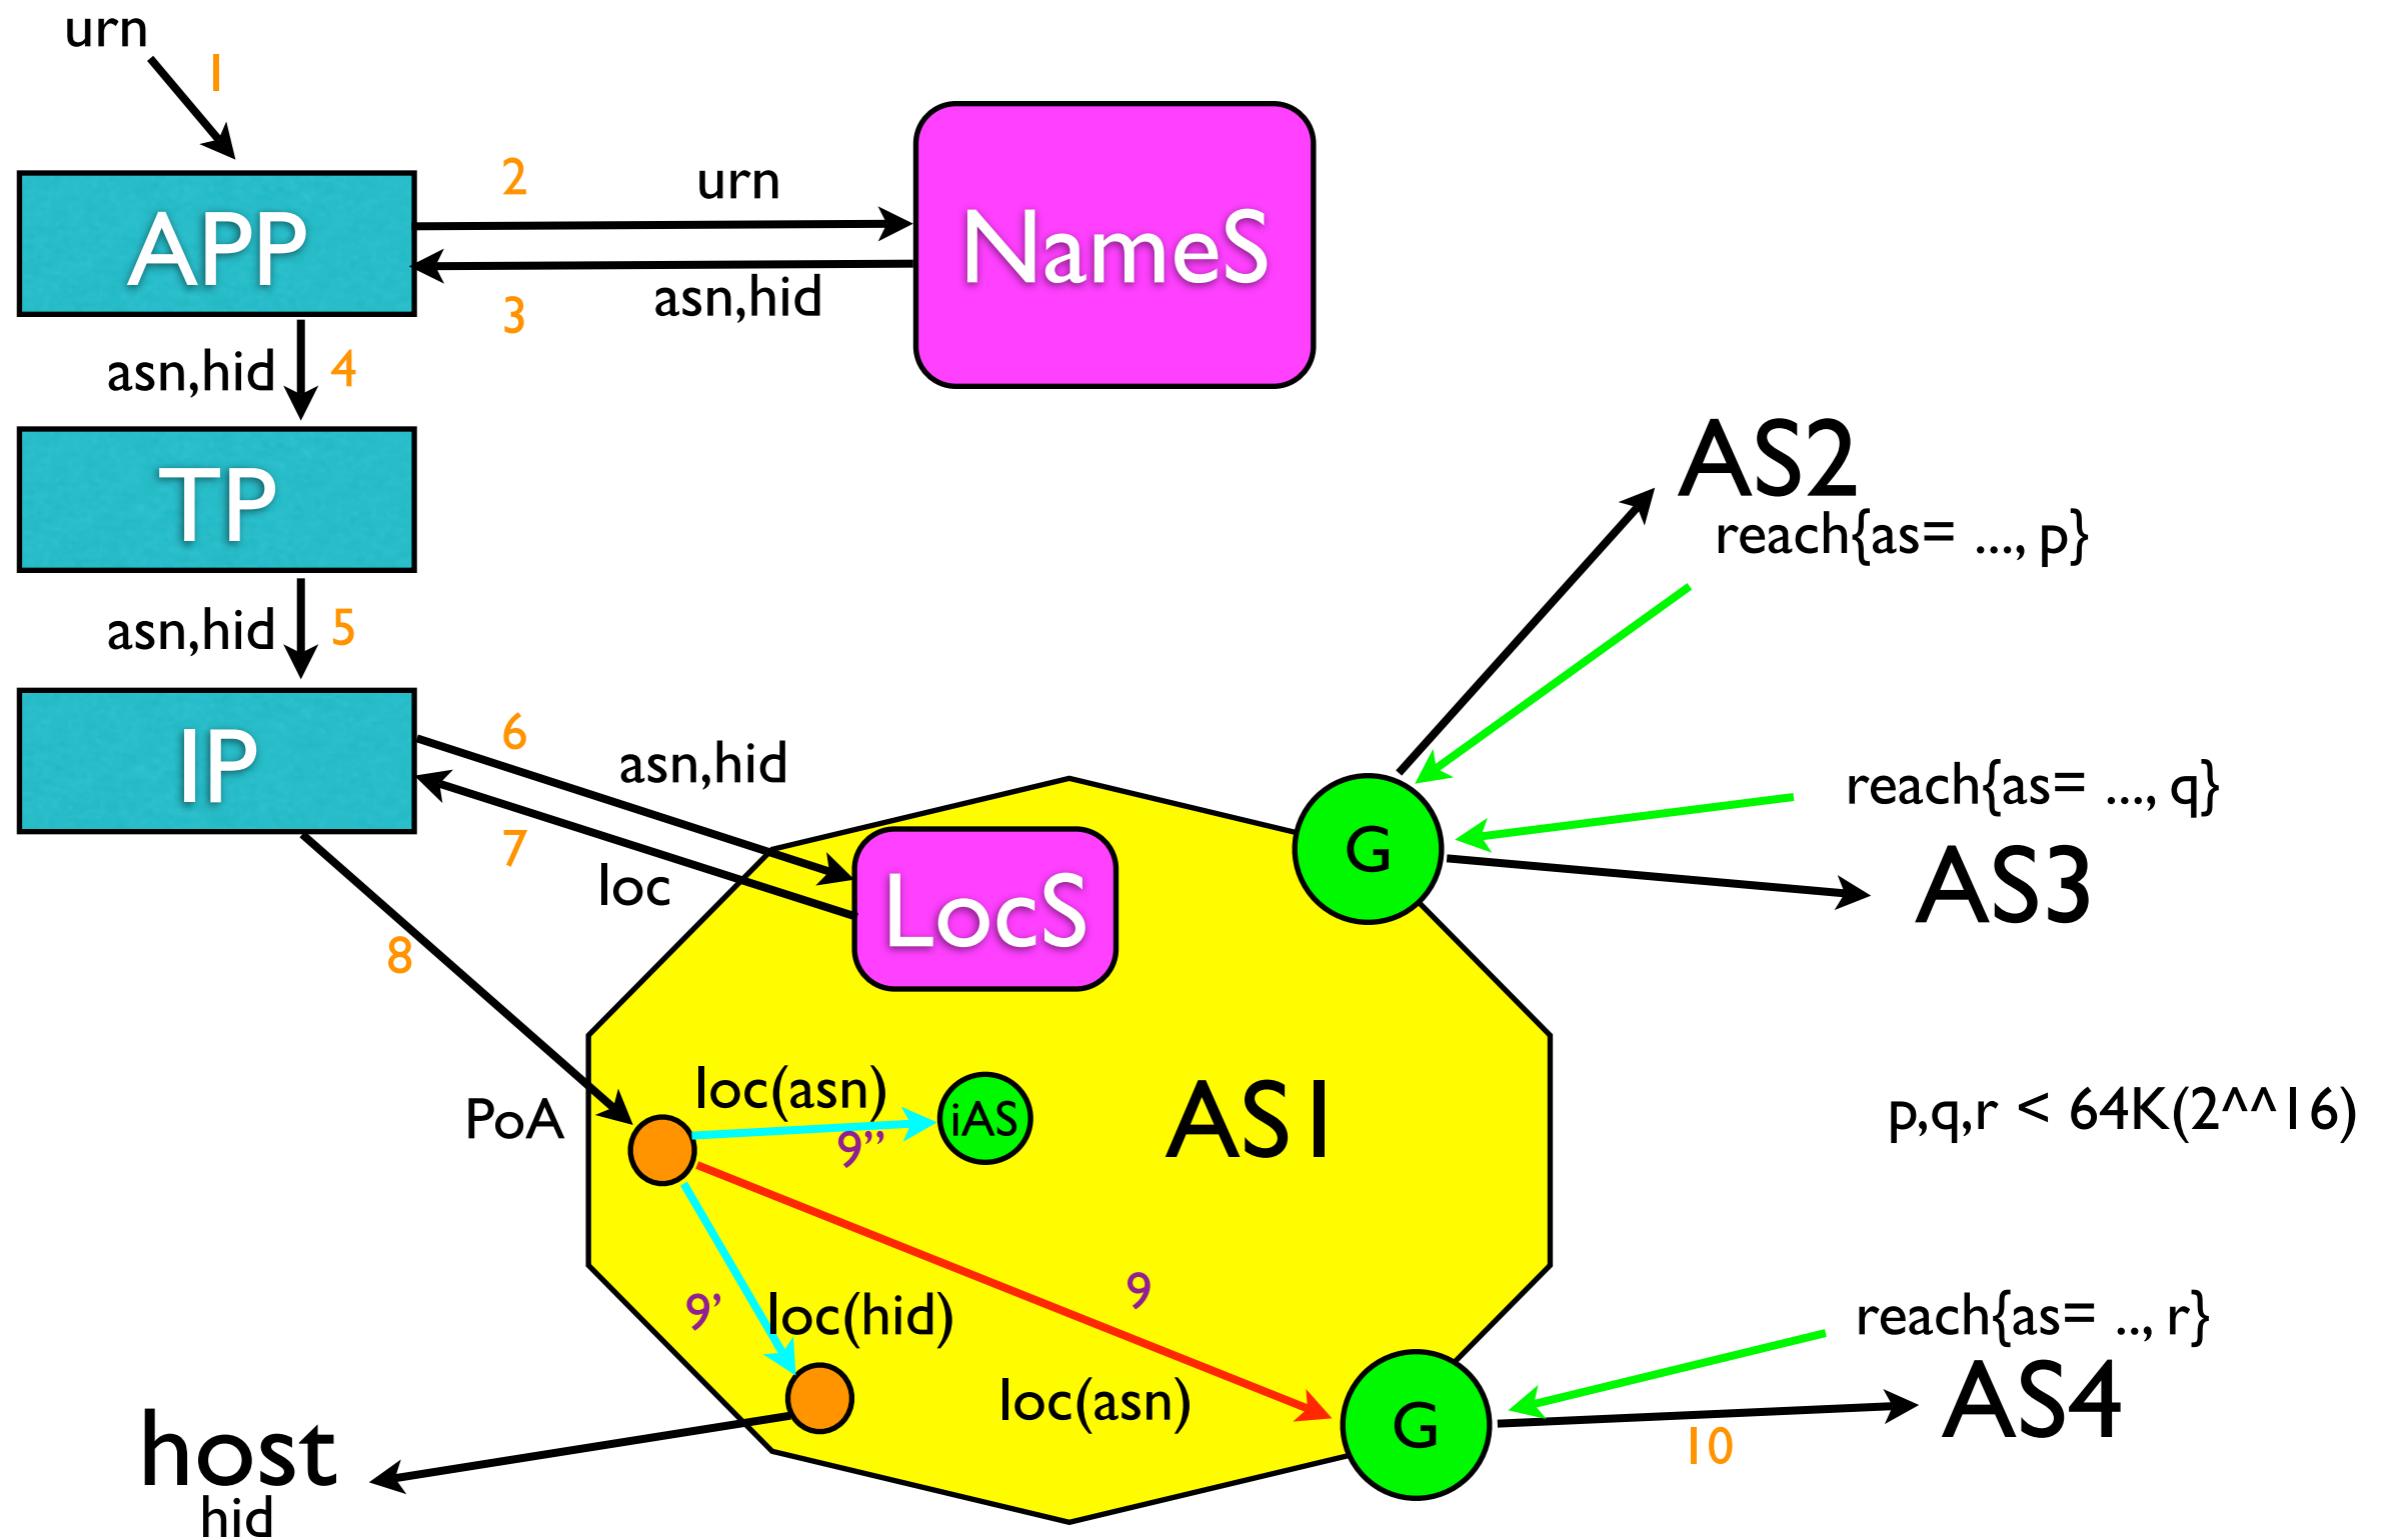 urn
1
APP
2
urn
NameS
asn,hid
3
asn,hid
4
TP
asn,hid
5
IP
6
asn,hid
7
loc
LocS
8
PoA
loc(asn)
9’’
iAS
AS1
9’
loc(hid)
9
loc(asn)
G
G
AS2
reach{as= ..., p}
reach{as= ..., q}
AS3
p,q,r < 64K(2^^16)
reach{as= .., r}
AS4
10
host
hid